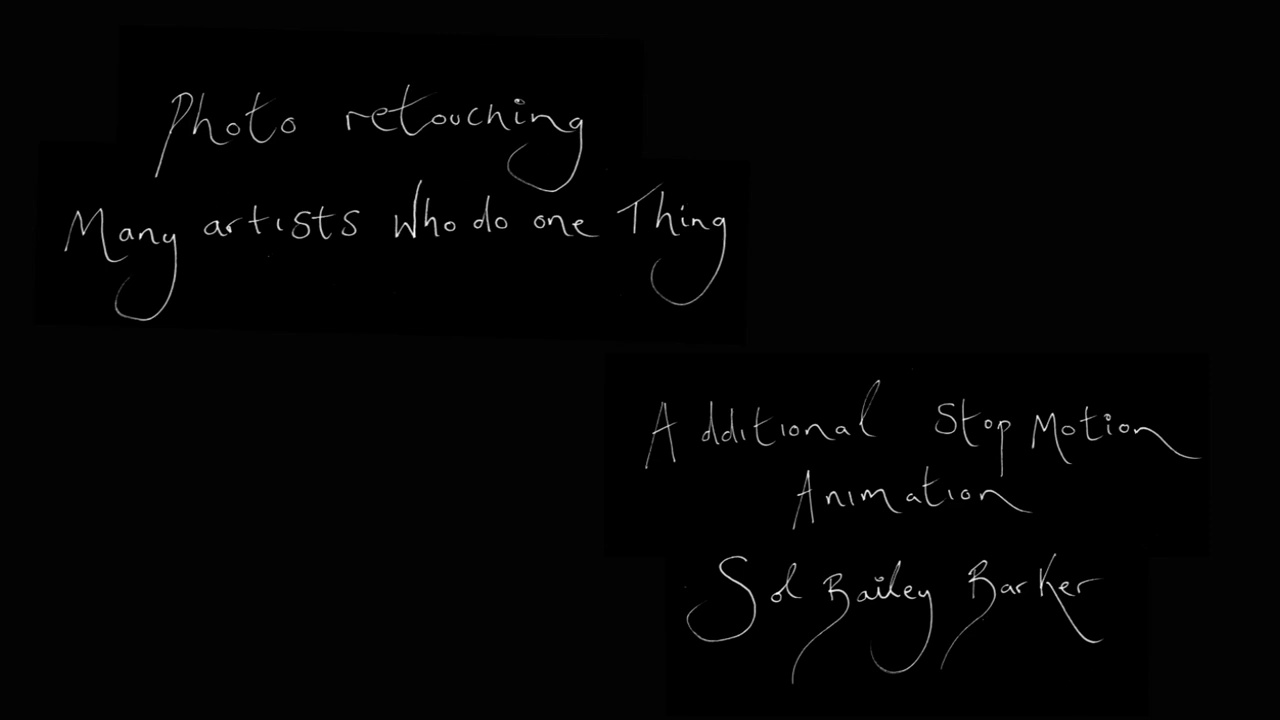 Photo retouching
Many artists who do one Thing
Additional Stop Motion
Animation
Sol Bailey Barker